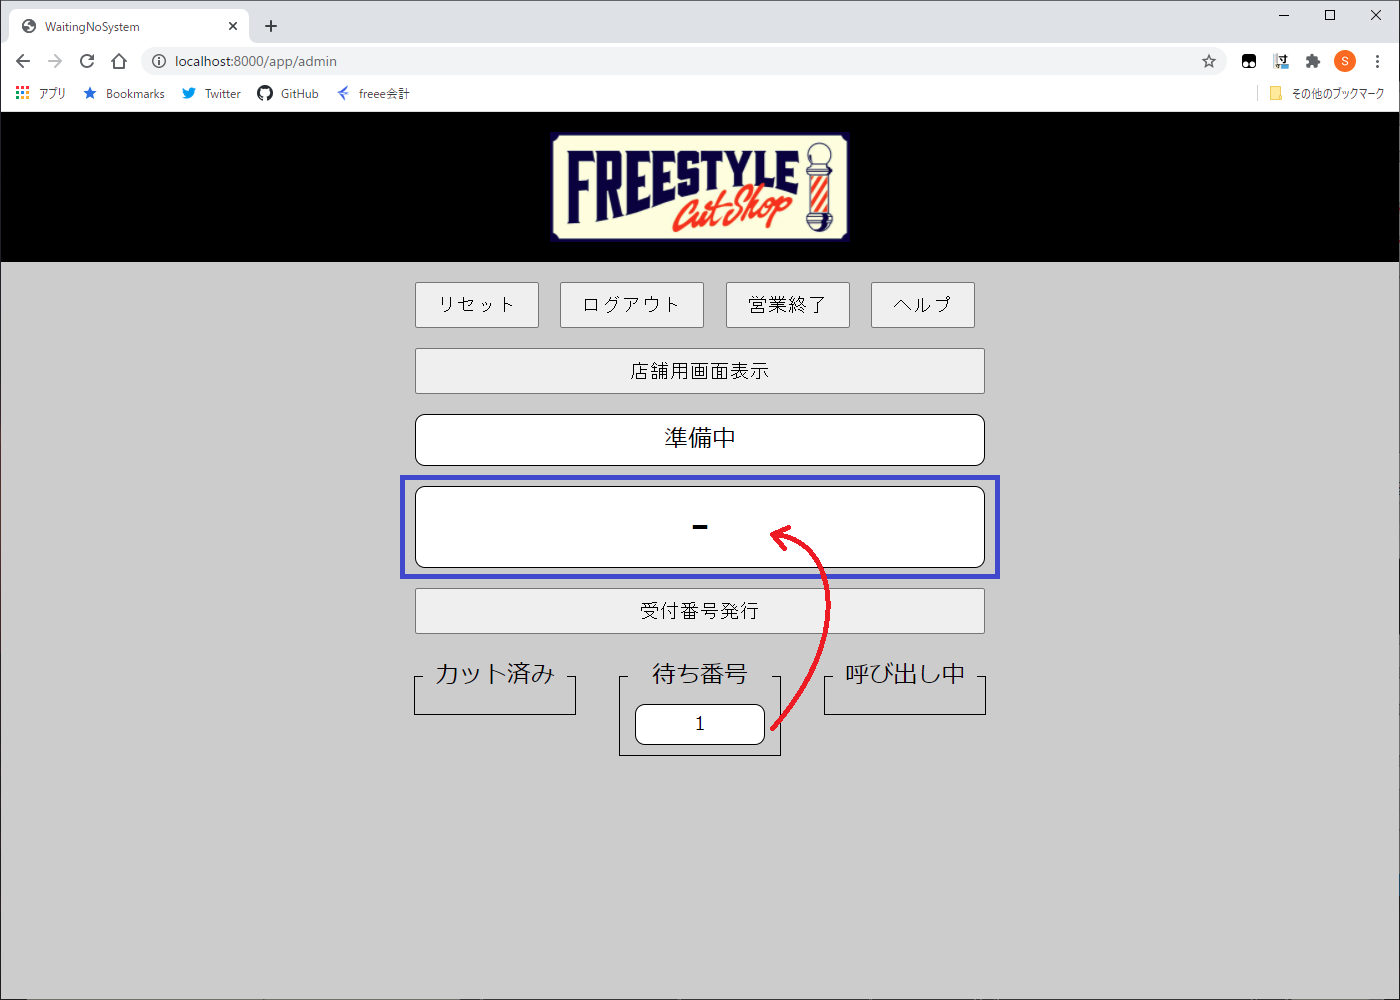 WaitingNoSystem
localhost:8000/app/admin
S
アプリ Bookmarks Twitter GitHub freee会計 その他のブックマーク
FREESTYLE
Cut Shop
リセット ログアウト 営業終了 ヘルプ
店舗用画面表示
準備中
-
受付番号発行
カット済み 待ち番号 呼び出し中
1